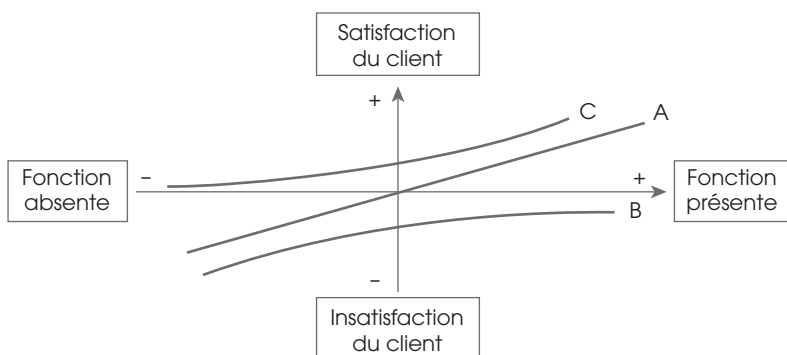 Satisfaction
du client
+
C
A
Fonction
absente
–
+
Fonction
présente
B
–
Insatisfaction
du client